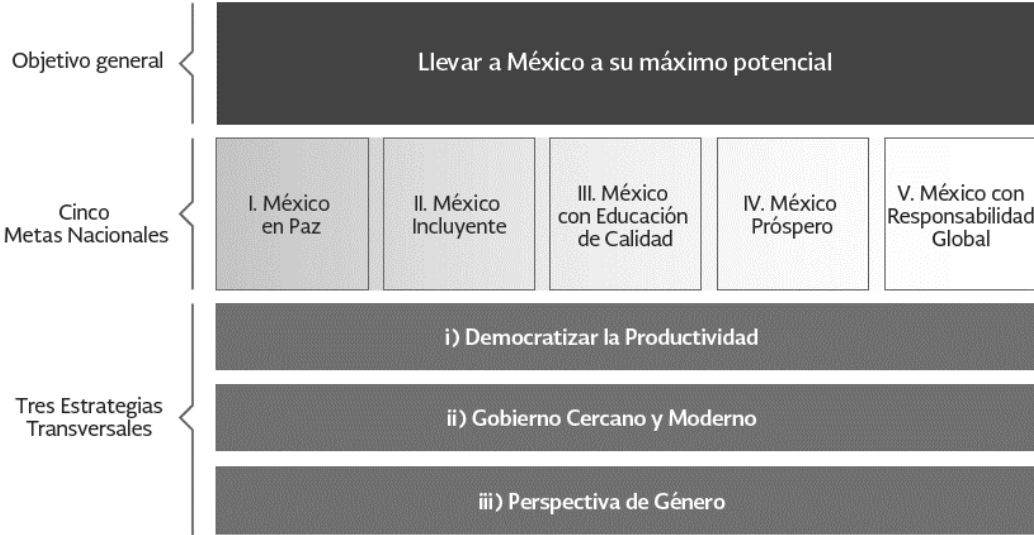 Objetivo general
Llevar a México a su máximo potencial
Cinco
Metas Nacionales
I. México
en Paz
II. México
Incluyente
III. México
con Educación
de Calidad
IV. México
Próspero
V. México con
Responsabilidad
Global
Tres Estrategias
Transversales
i) Democratizar la Productividad
ii) Gobierno Cercano y Moderno
iii) Perspectiva de Género